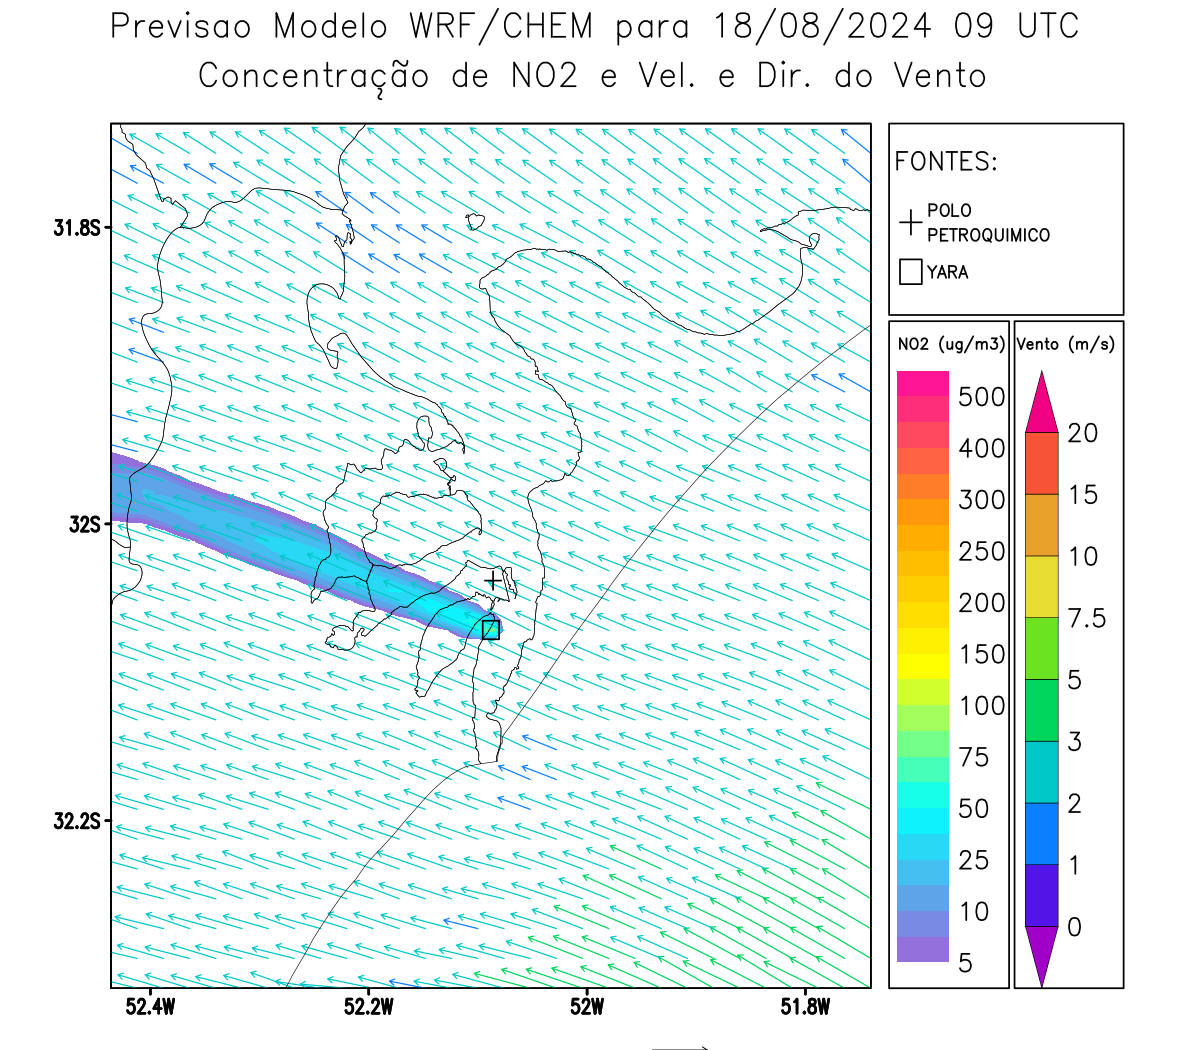 Previsao Modelo WRF/CHEM para 18/08/2024 09 UTC
Concentração de NO2 e Vel. e Dir. do Vento
FONTES:
POLO
PETROQUIMICO
YARA
NO2 (ug/m3)
500
400
300
250
200
150
100
75
50
25
10
5
Vento (m/s)
20
15
10
7.5
5
3
2
1
0
31.8S
32S
32.2S
52.4W
52.2W
52W
51.8W